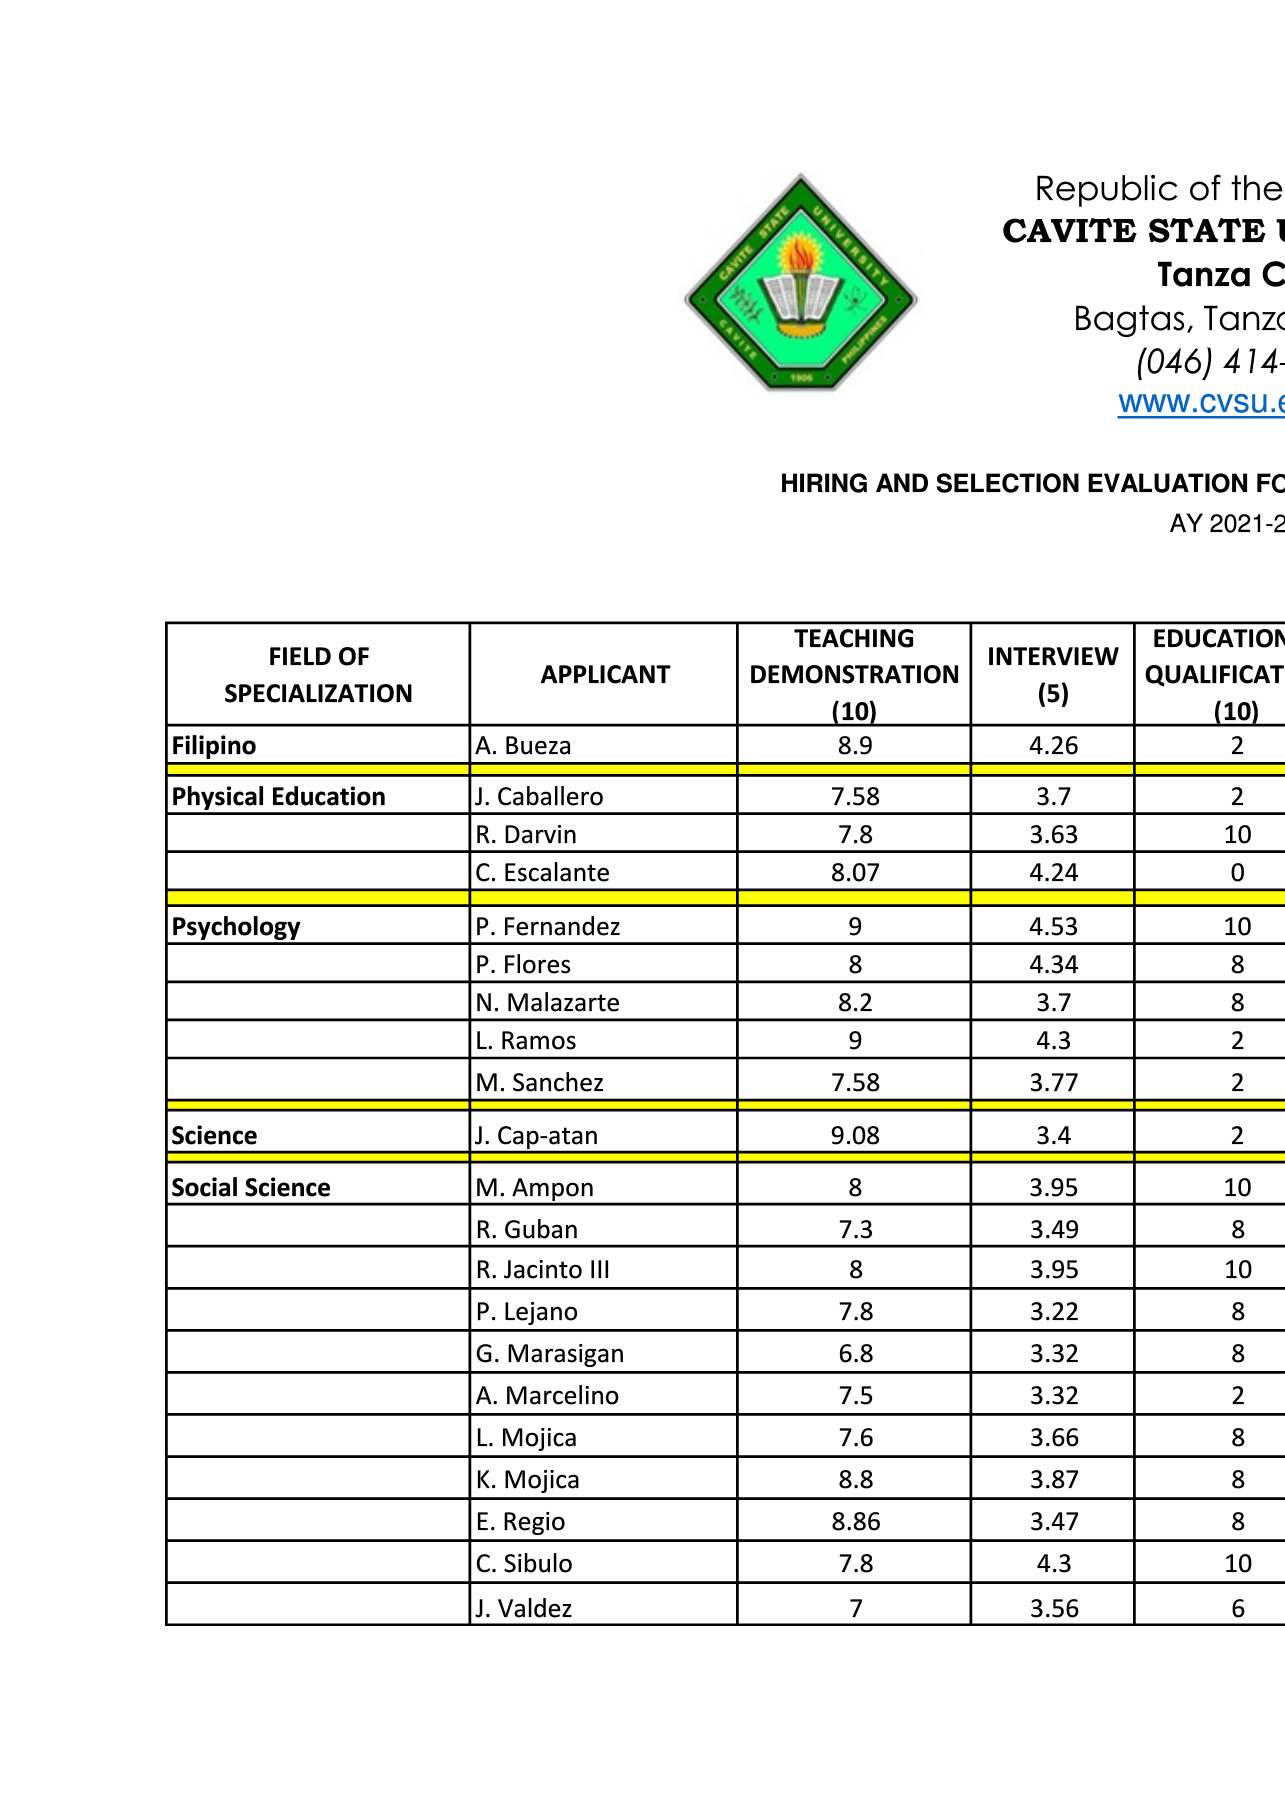 CAVITE STATE UNIVERSITY
CAVITE PHILIPPINES
1906
Republic of the
CAVITE STATE U
Tanza C
Bagtas, Tanza
(046) 414-
www.cvsu.e
HIRING AND SELECTION EVALUATION FO
AY 2021-2
FIELD OF SPECIALIZATION APPLICANT TEACHING DEMONSTRATION (10) INTERVIEW (5) EDUCATION QUALIFICAT (10)
Filipino A. Bueza 8.9 4.26 2
Physical Education J. Caballero 7.58 3.7 2
R. Darvin 7.8 3.63 10
C. Escalante 8.07 4.24 0
Psychology P. Fernandez 9 4.53 10
P. Flores 8 4.34 8
N. Malazarte 8.2 3.7 8
L. Ramos 9 4.3 2
M. Sanchez 7.58 3.77 2
Science J. Cap-atan 9.08 3.4 2
Social Science M. Ampon 8 3.95 10
R. Guban 7.3 3.49 8
R. Jacinto III 8 3.95 10
P. Lejano 7.8 3.22 8
G. Marasigan 6.8 3.32 8
A. Marcelino 7.5 3.32 2
L. Mojica 7.6 3.66 8
K. Mojica 8.8 3.87 8
E. Regio 8.86 3.47 8
C. Sibulo 7.8 4.3 10
J. Valdez 7 3.56 6